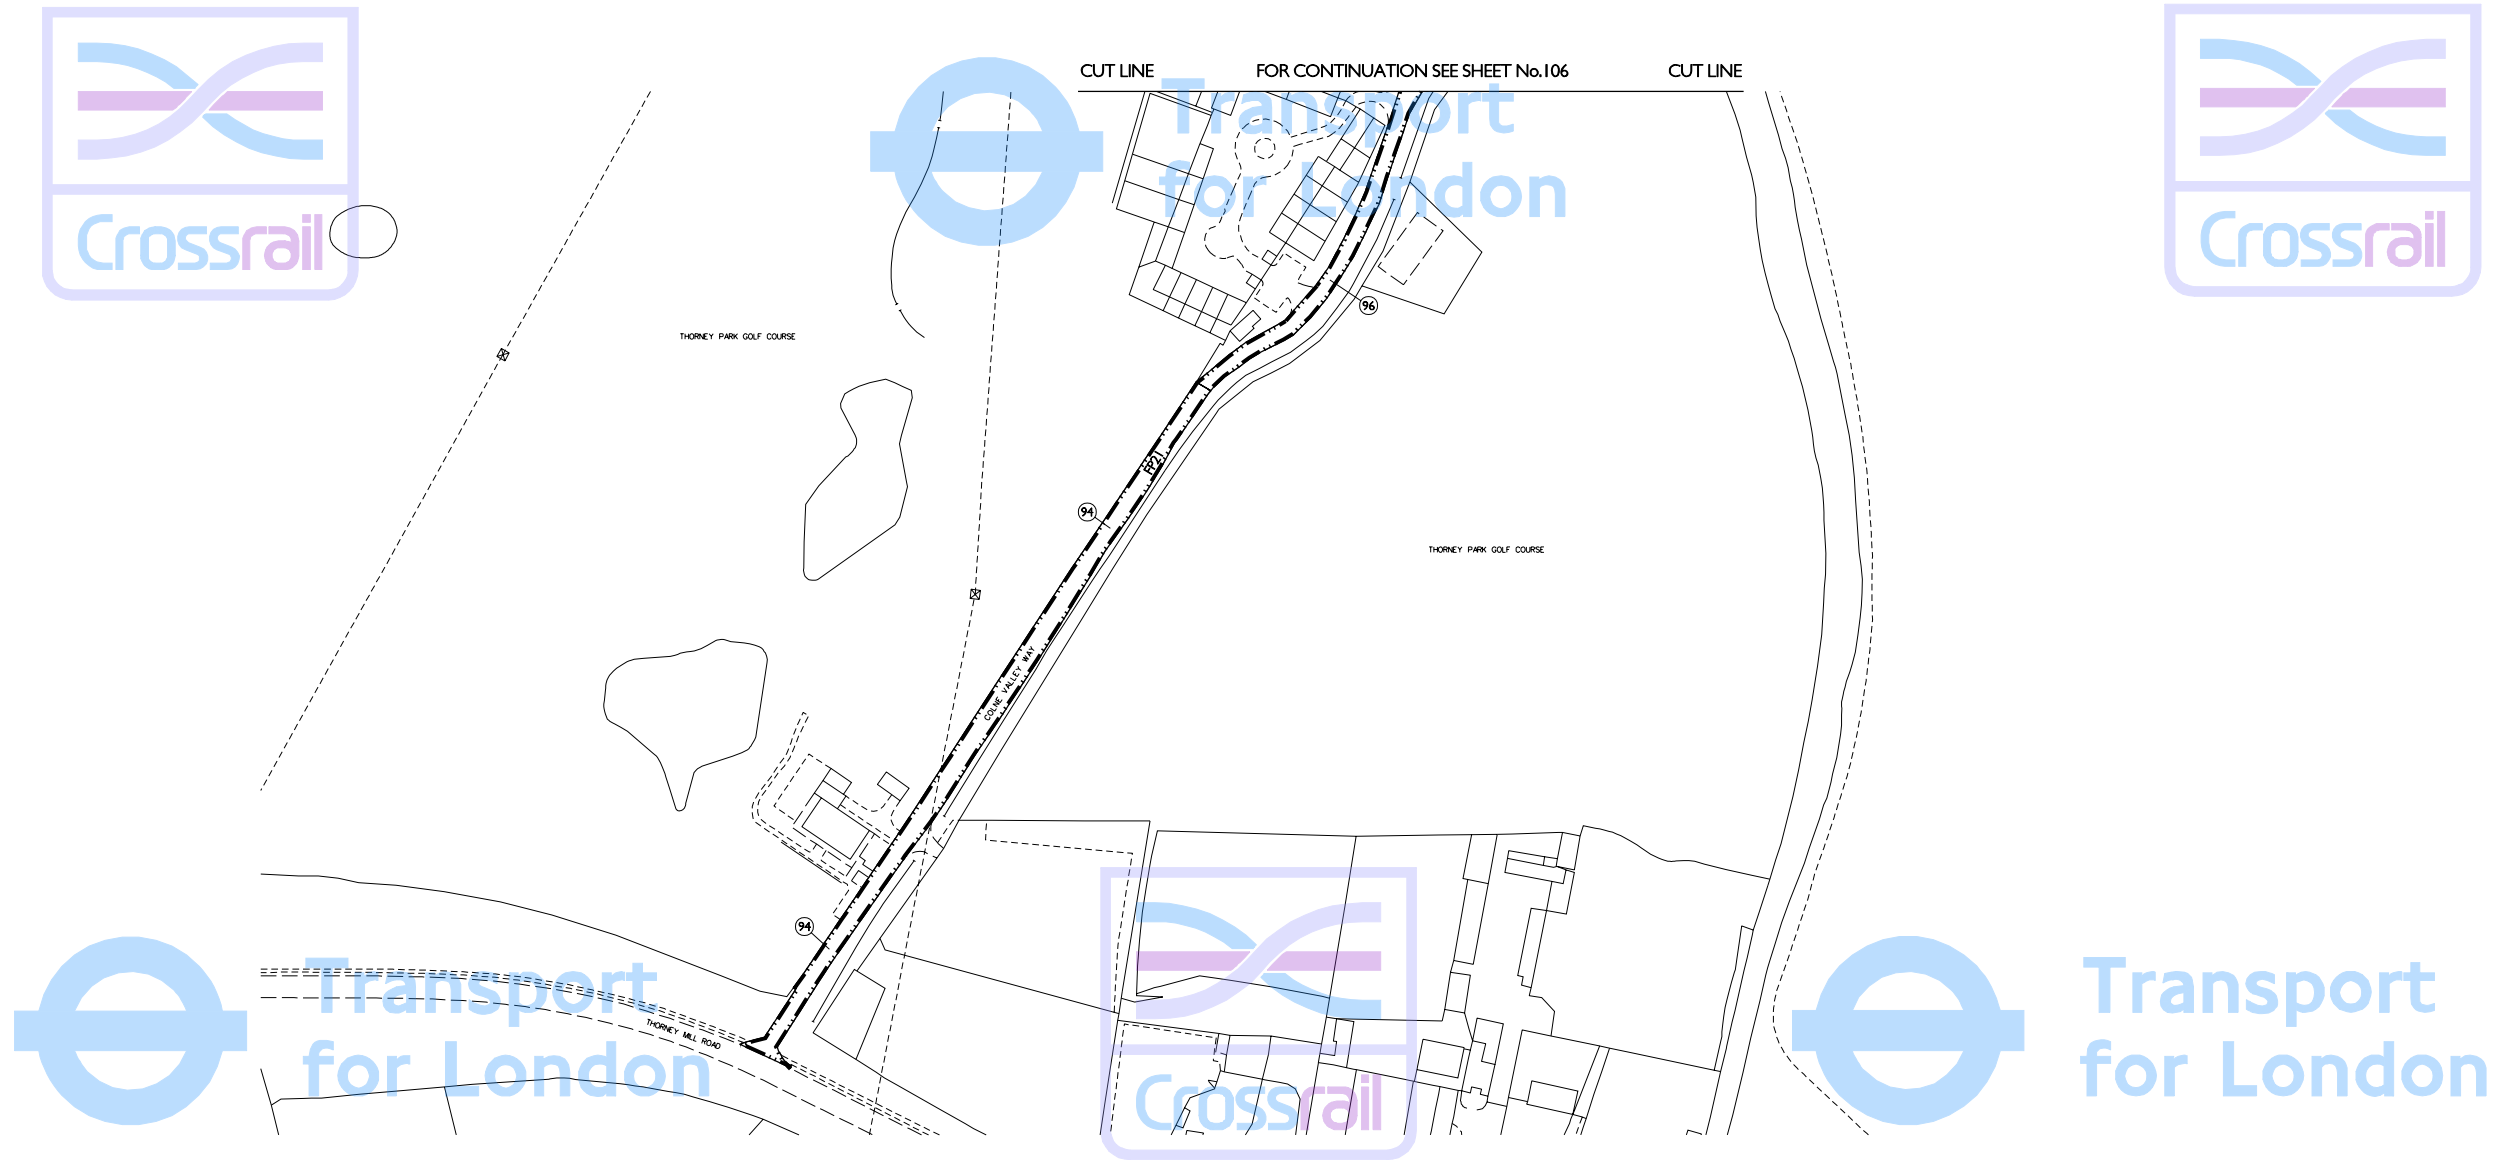 CUT LINE FOR CONTINUATION SEE SHEET No.106 CUT LINE
Crossrail
Transport
for London
Crossrail
96
THORNEY PARK GOLF COURSE
FP21
94
THORNEY PARK GOLF COURSE
COLNE VALLEY WAY
94
Transport
for London
THORNEY MILL ROAD
Crossrail
Transport
for London